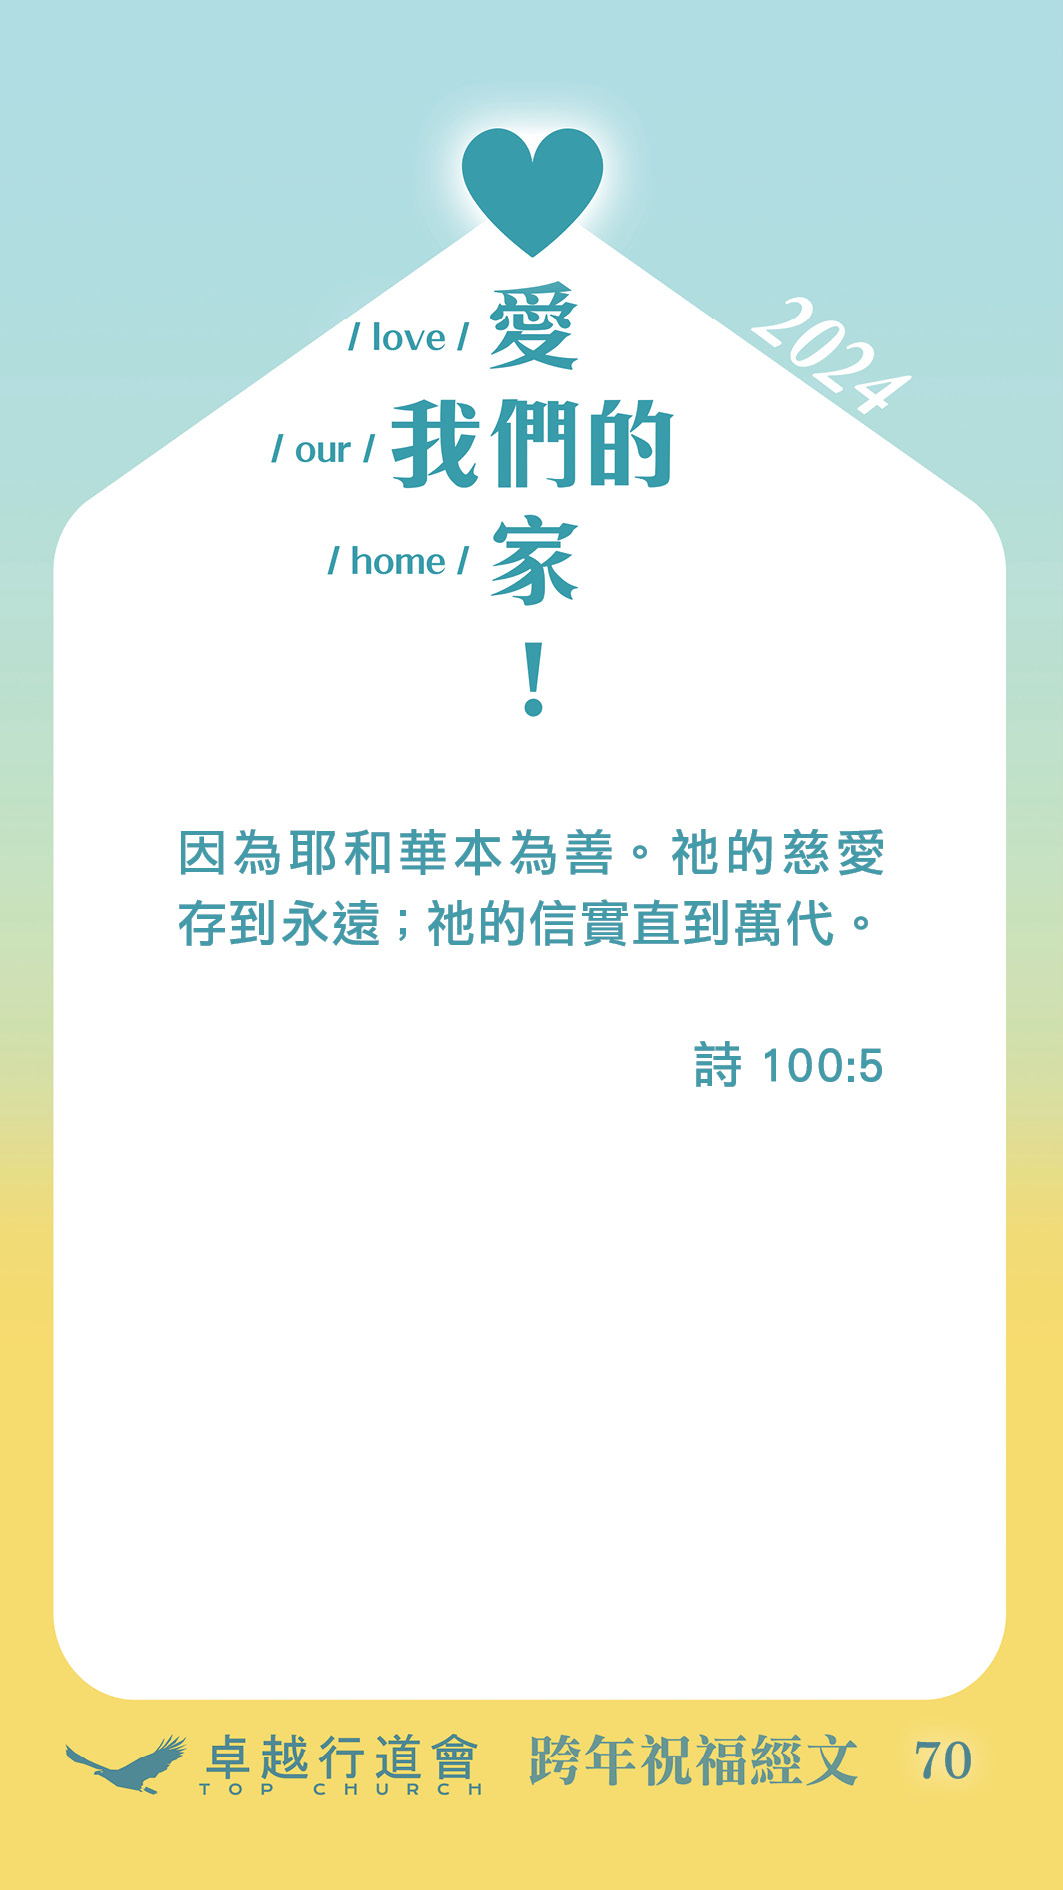 2024
/ love / 愛
/ our / 我們的
/ home / 家
!
因為耶和華本為善。祂的慈愛
存到永遠；祂的信實直到萬代。
詩 100:5
卓越行道會 跨年祝福經文 70
TOP CHURCH